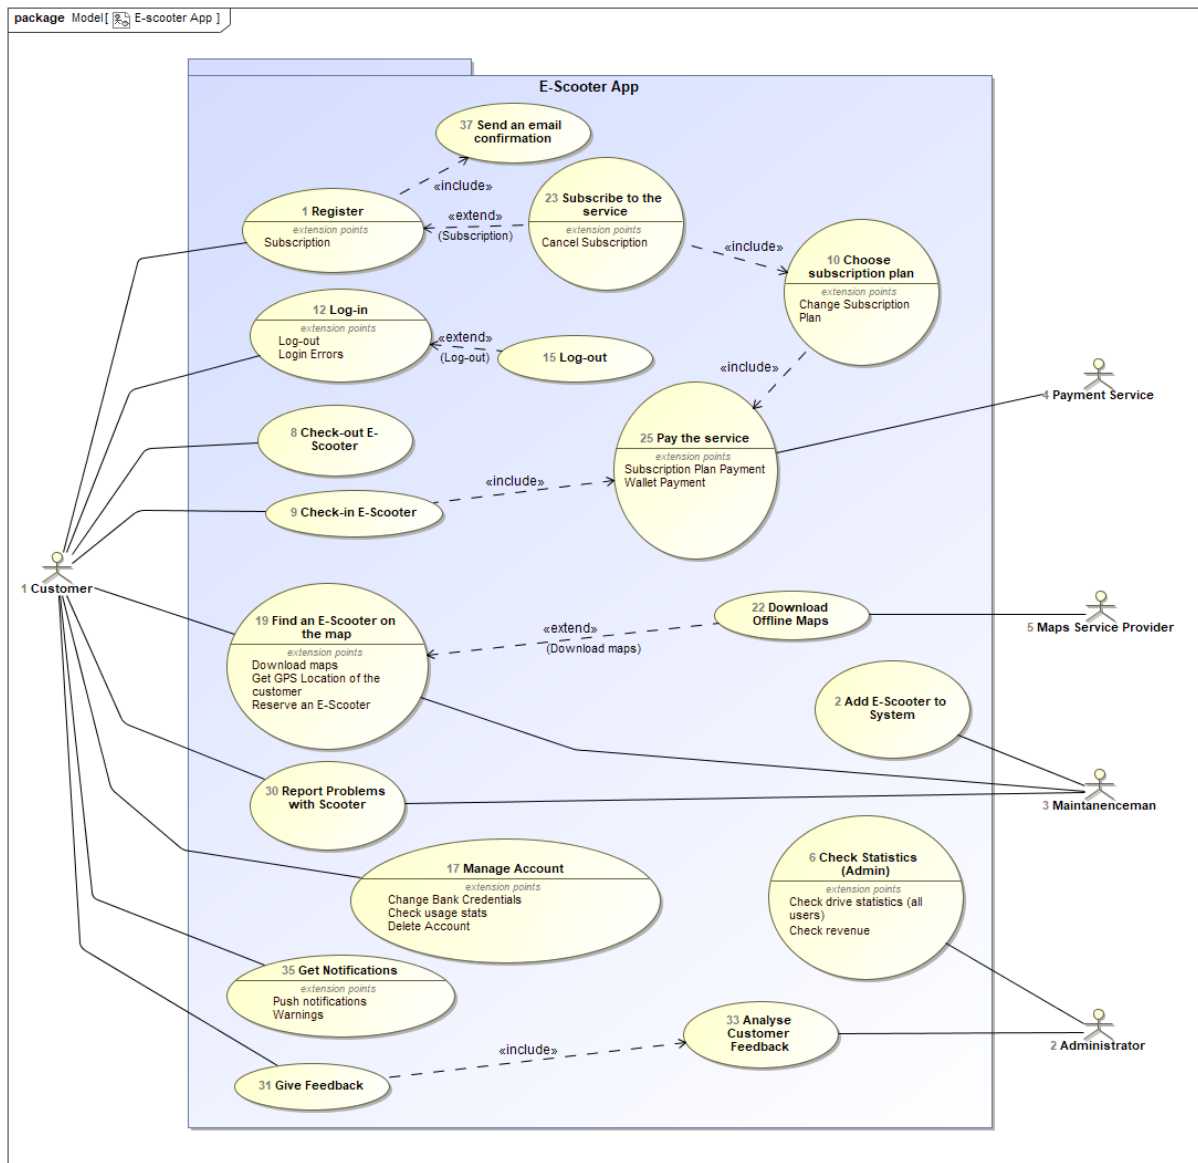 package Model[ E-scooter App ]
E-Scooter App
37 Send an email
confirmation
«include»
1 Register
extension points
Subscription
«extend»
(Subscription)
23 Subscribe to the
service
extension points
Cancel Subscription
«include»
10 Choose
subscription plan
extension points
Change Subscription
Plan
12 Log-in
extension points
Log-out
Login Errors
«extend»
(Log-out)
15 Log-out
«include»
4 Payment Service
8 Check-out E-
Scooter
25 Pay the service
extension points
Subscription Plan Payment
Wallet Payment
«include»
9 Check-in E-Scooter
1 Customer
19 Find an E-Scooter on
the map
extension points
Download maps
Get GPS Location of the
customer
Reserve an E-Scooter
«extend»
(Download maps)
22 Download
Offline Maps
5 Maps Service Provider
2 Add E-Scooter to
System
30 Report Problems
with Scooter
3 Maintanenceman
17 Manage Account
extension points
Change Bank Credentials
Check usage stats
Delete Account
6 Check Statistics
(Admin)
extension points
Check drive statistics (all
users)
Check revenue
35 Get Notifications
extension points
Push notifications
Warnings
33 Analyse
Customer
Feedback
2 Administrator
«include»
31 Give Feedback